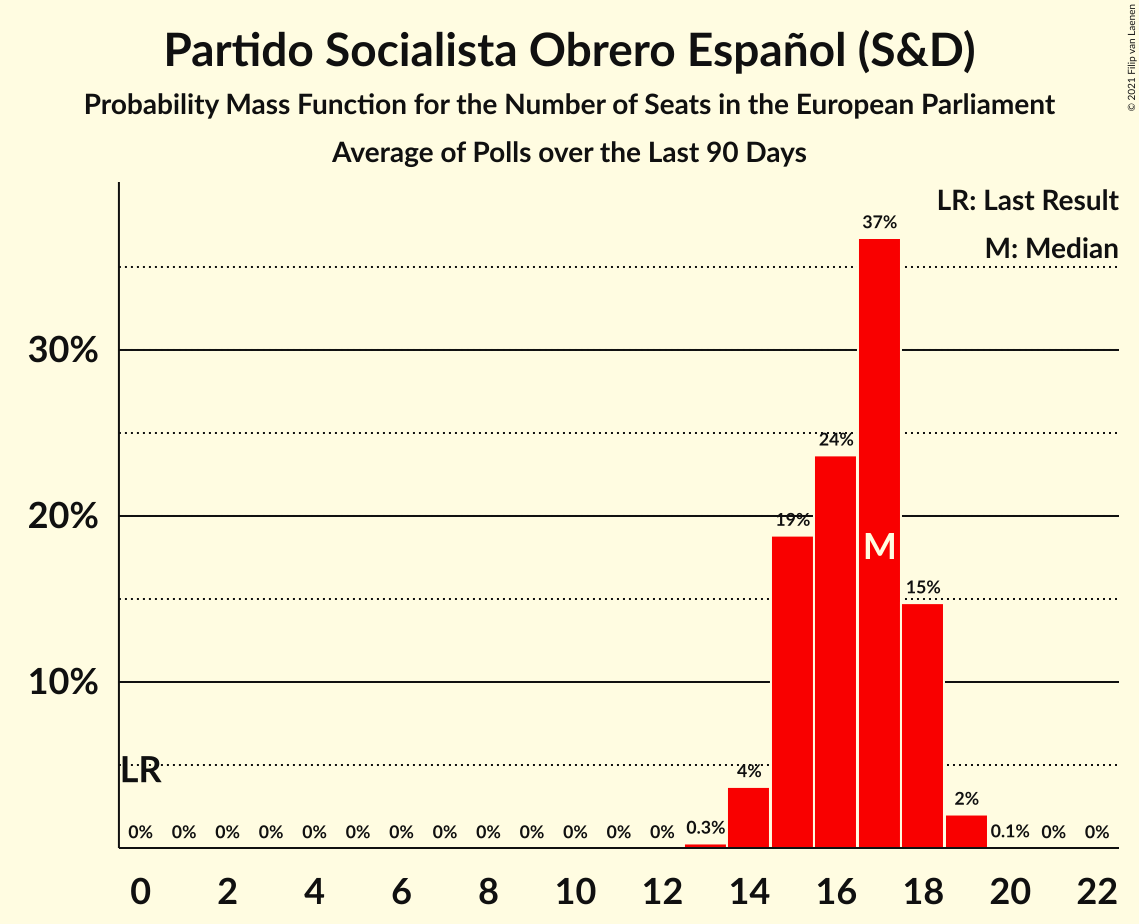 Partido Socialista Obrero Español (S&D)
Probability Mass Function for the Number of Seats in the European Parliament
Average of Polls over the Last 90 Days
© 2021 Filip van Laenen
LR: Last Result
M: Median
37%
30%
24%
20%
19%
M
15%
10%
LR
4%
2%
0% 0% 0% 0% 0% 0% 0% 0% 0% 0% 0% 0% 0% 0.3% 0.1% 0% 0%
0 2 4 6 8 10 12 14 16 18 20 22